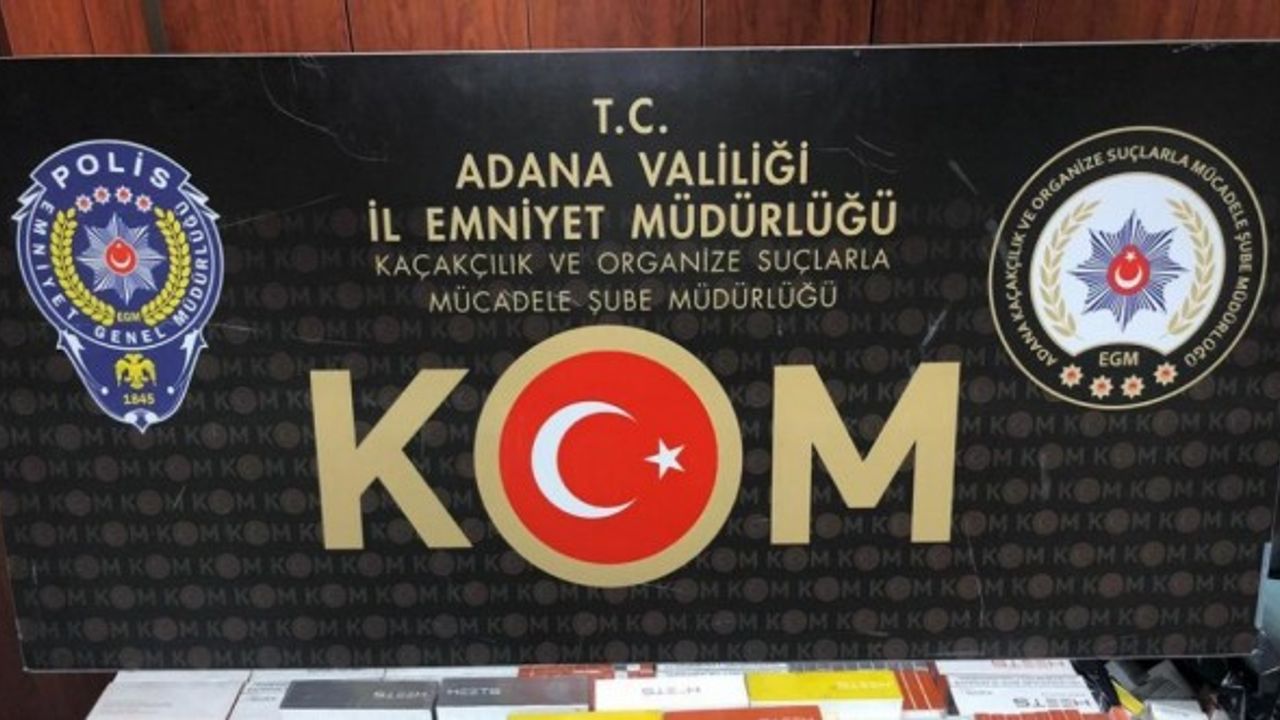 T.C.
ADANA VALİLİĞİ
İL EMNİYET MÜDÜRLÜĞÜ
KAÇAKÇILIK VE ORGANİZE SUÇLARLA
MÜCADELE ŞUBE MÜDÜRLÜĞÜ
KOM
POLİS
EMNİYET GENEL MÜDÜRLÜĞÜ
EGM
1845
ADANA KAÇAKÇILIK VE ORGANİZE SUÇLARLA MÜCADELE ŞUBE MÜDÜRLÜĞÜ
EGM
HEETS
HEETS
HEETS
HEETS
HEETS